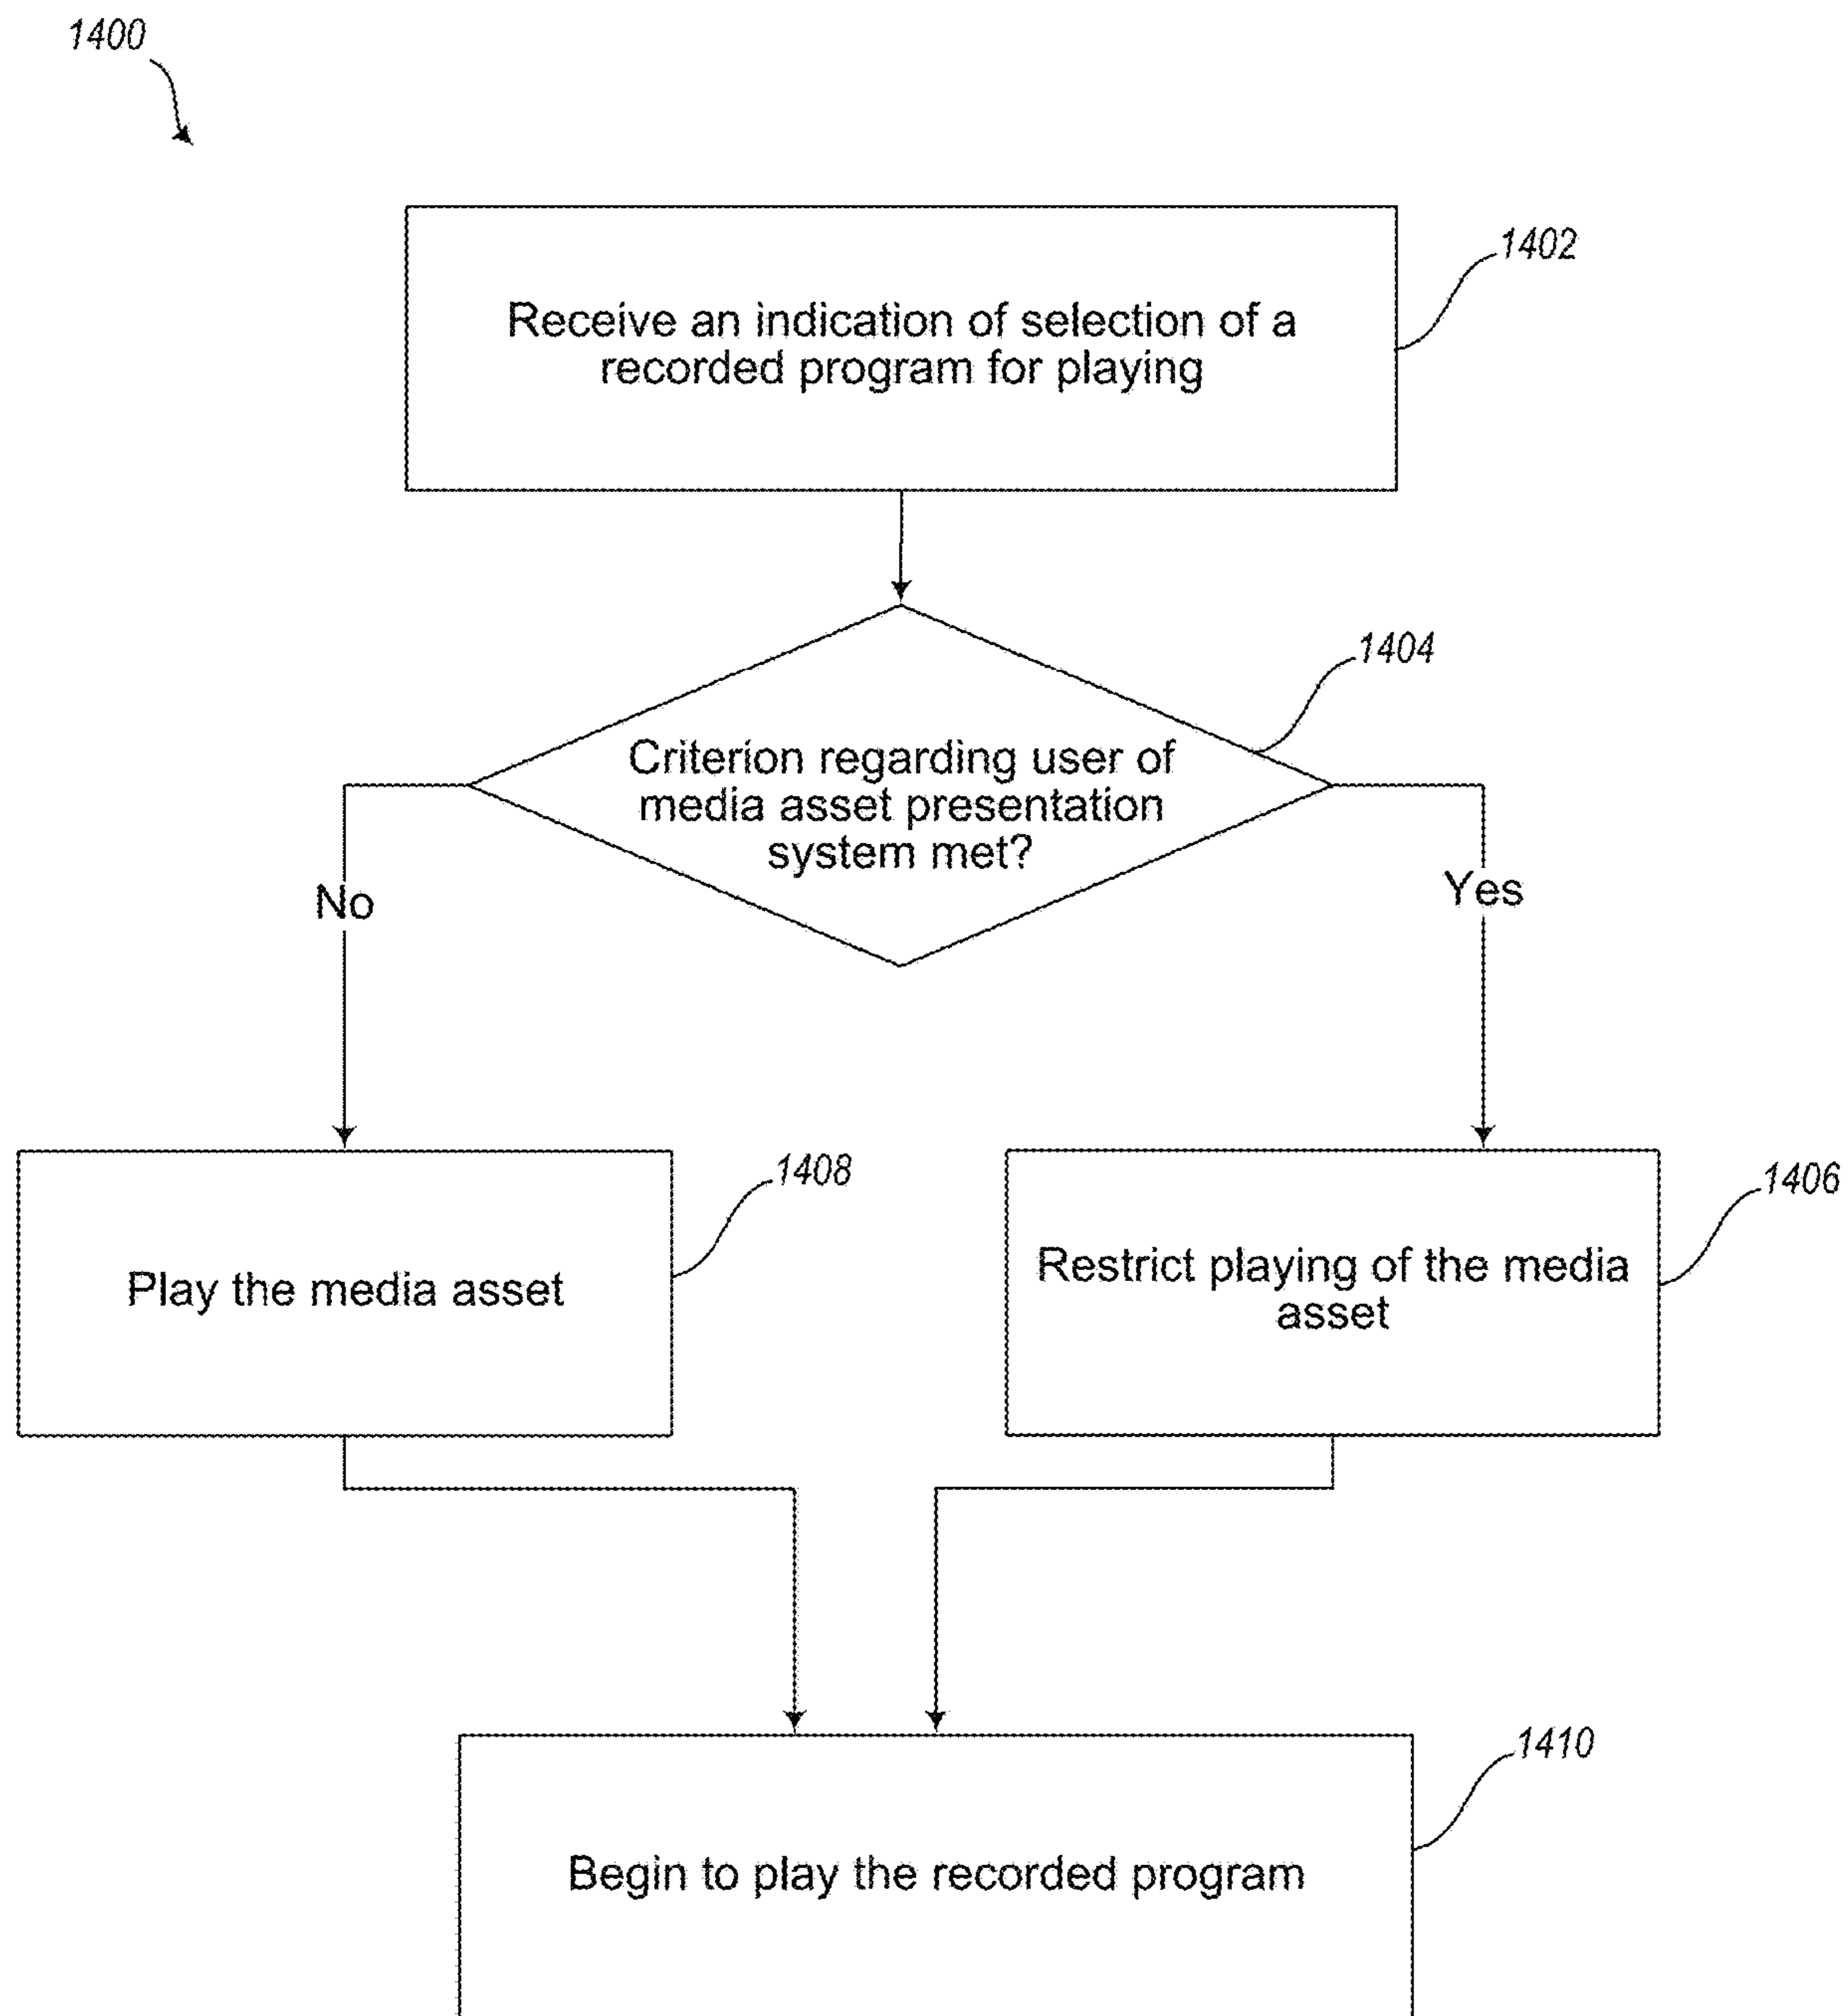 1400
1402
Receive an indication of selection of a
recorded program for playing
1404
Criterion regarding user of
media asset presentation
system met?
No
Yes
1408
1406
Play the media asset
Restrict playing of the media
asset
1410
Begin to play the recorded program